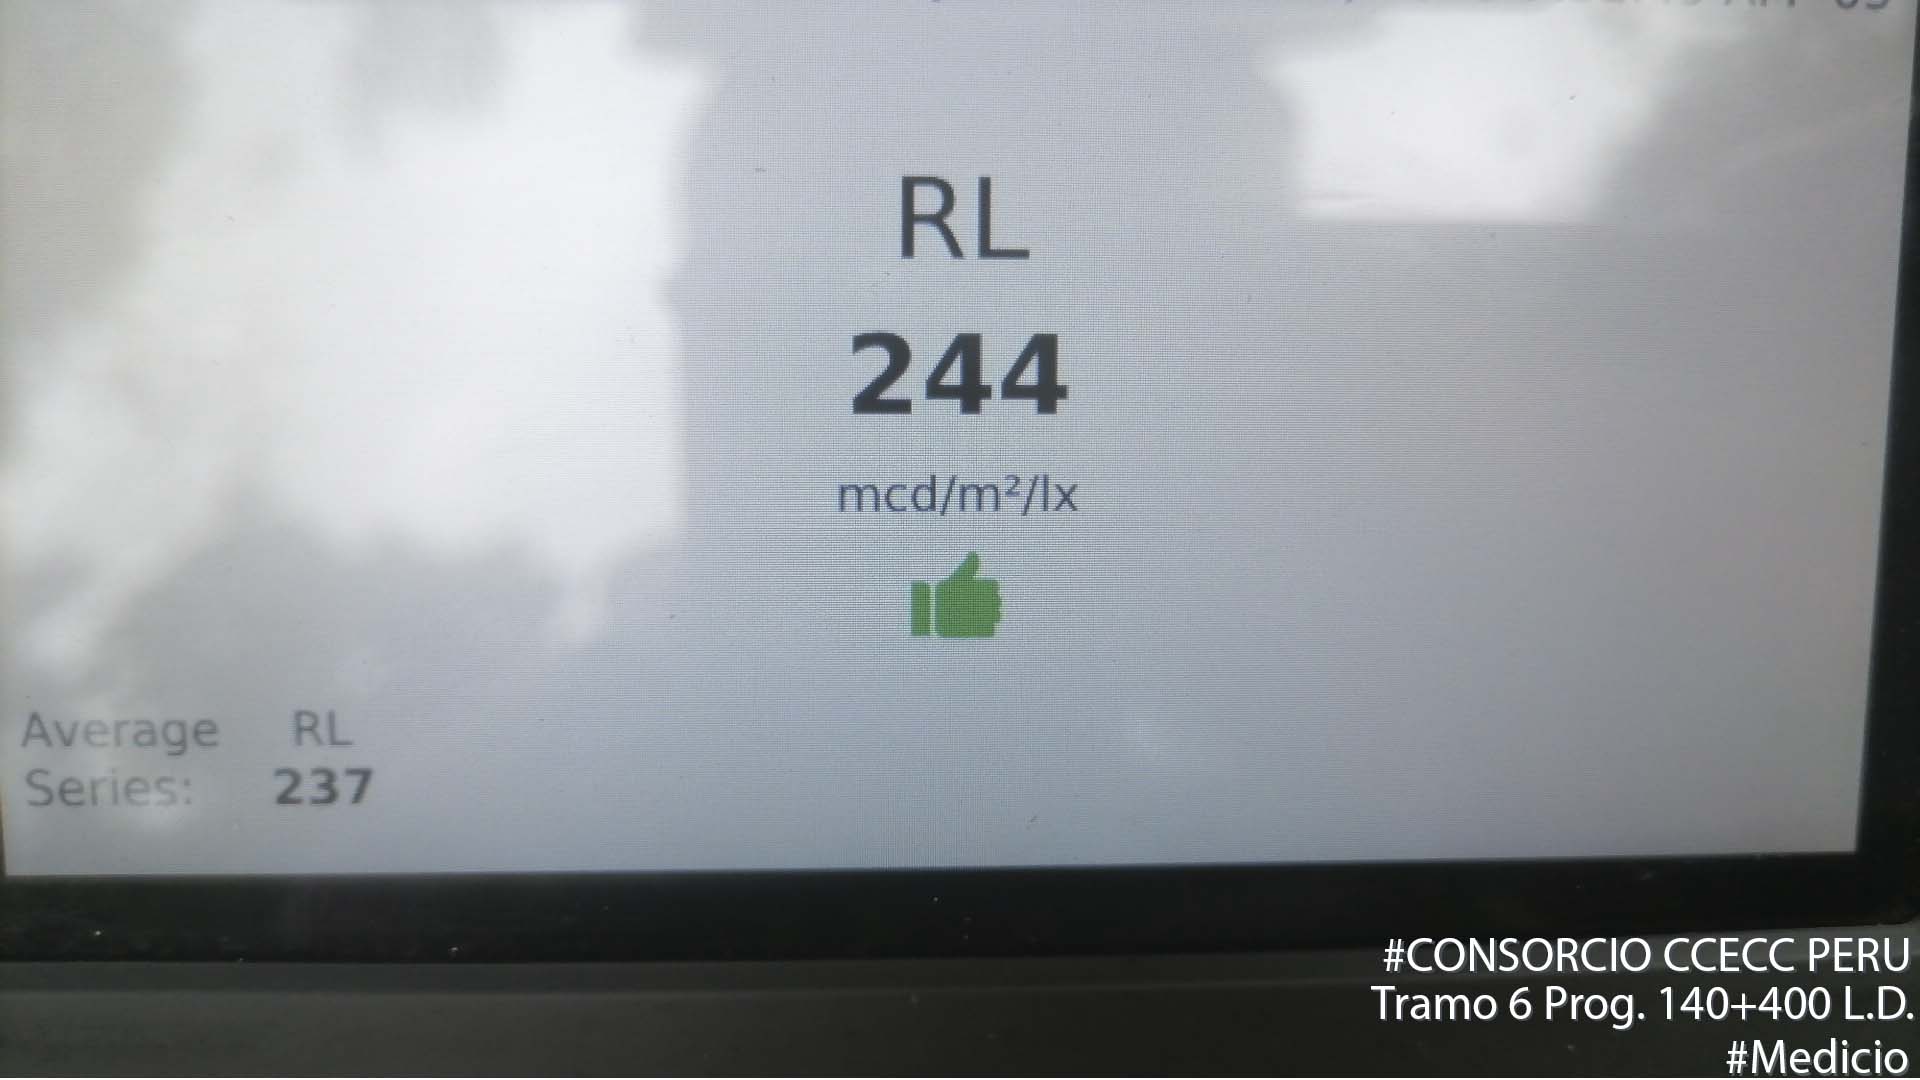 RL
244
mcd/m²/lx
Average RL
Series: 237
#CONSORCIO CCECC PERU
Tramo 6 Prog. 140+400 L.D.
#Medicio